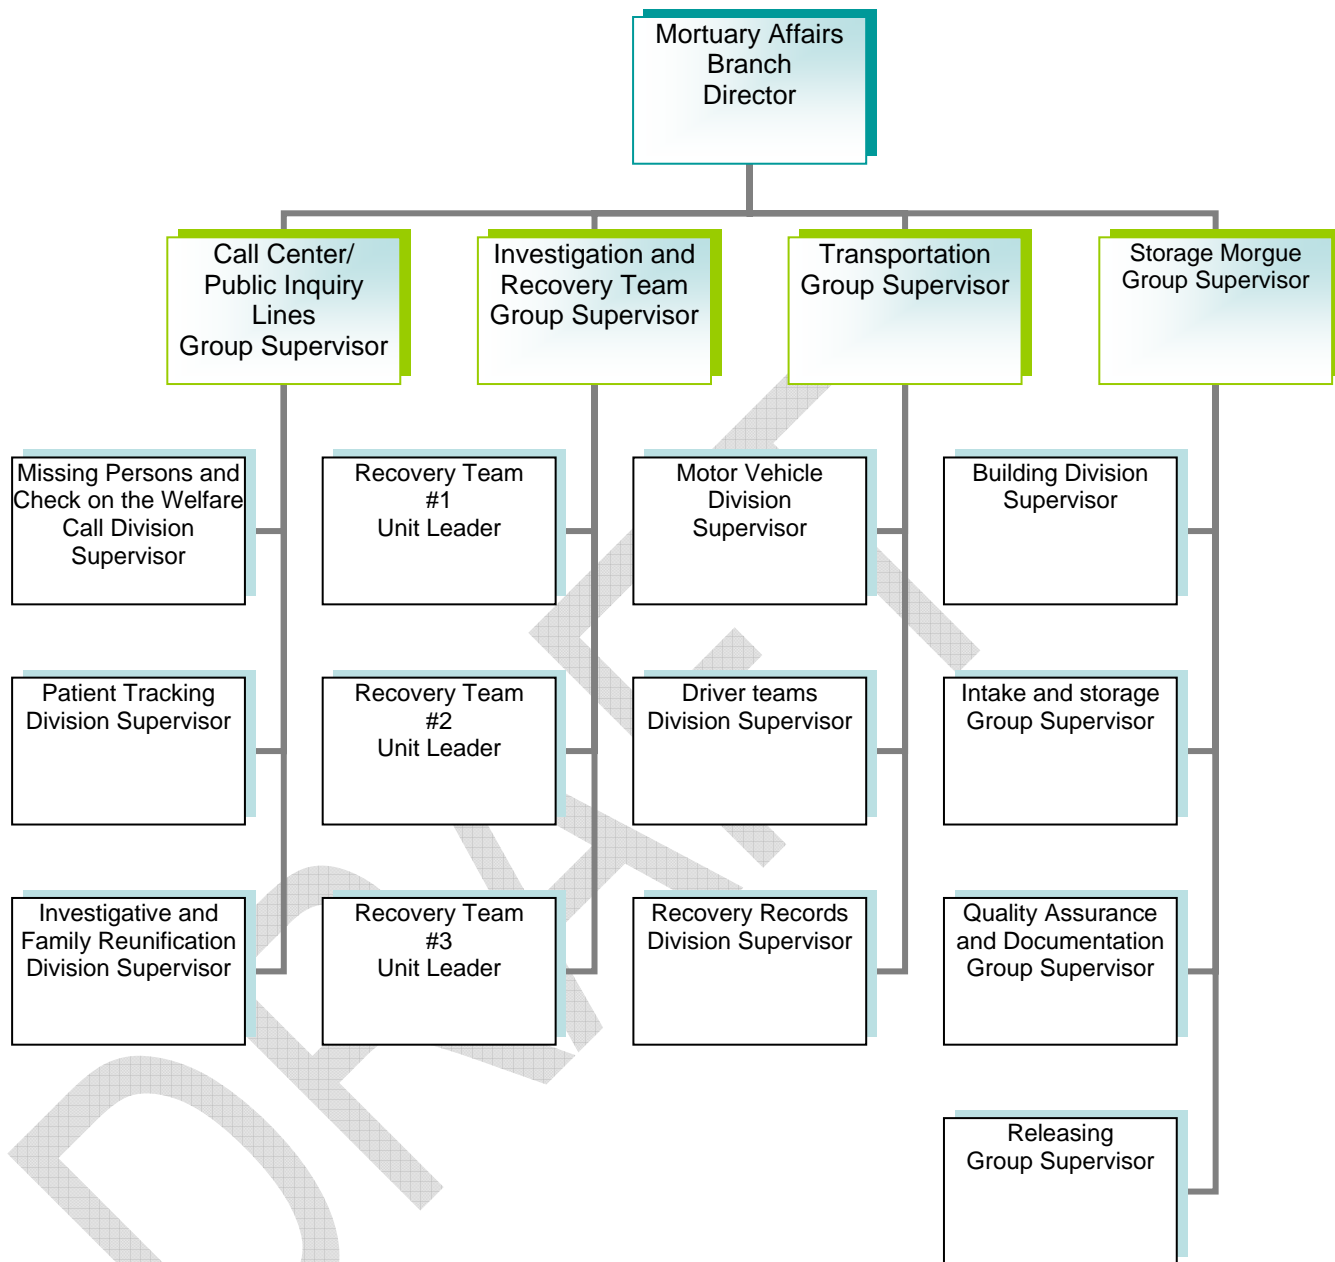 Mortuary Affairs
Branch
Director
Call Center/
Public Inquiry
Lines
Group Supervisor
Investigation and
Recovery Team
Group Supervisor
Transportation
Group Supervisor
Storage Morgue
Group Supervisor
Missing Persons and
Check on the Welfare
Call Division
Supervisor
Recovery Team
#1
Unit Leader
Motor Vehicle
Division
Supervisor
Building Division
Supervisor
Patient Tracking
Division Supervisor
Recovery Team
#2
Unit Leader
Driver teams
Division Supervisor
Intake and storage
Group Supervisor
Investigative and
Family Reunification
Division Supervisor
Recovery Team
#3
Unit Leader
Recovery Records
Division Supervisor
Quality Assurance
and Documentation
Group Supervisor
Releasing
Group Supervisor
DRAFT